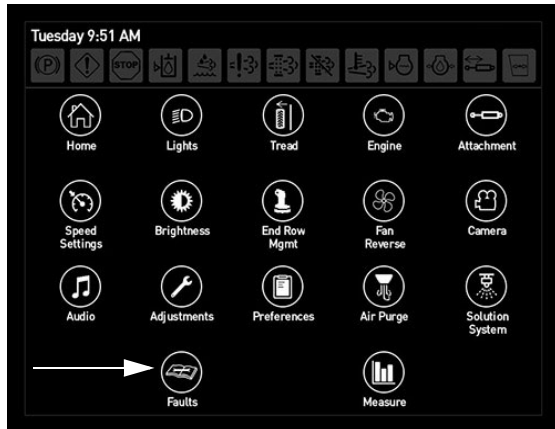 Tuesday 9:51 AM
(P)
STOP
Home
Lights
Tread
Engine
Attachment
Speed
Settings
Brightness
End Row
Mgmt
Fan
Reverse
Camera
Audio
Adjustments
Preferences
Air Purge
Solution
System
Faults
Measure